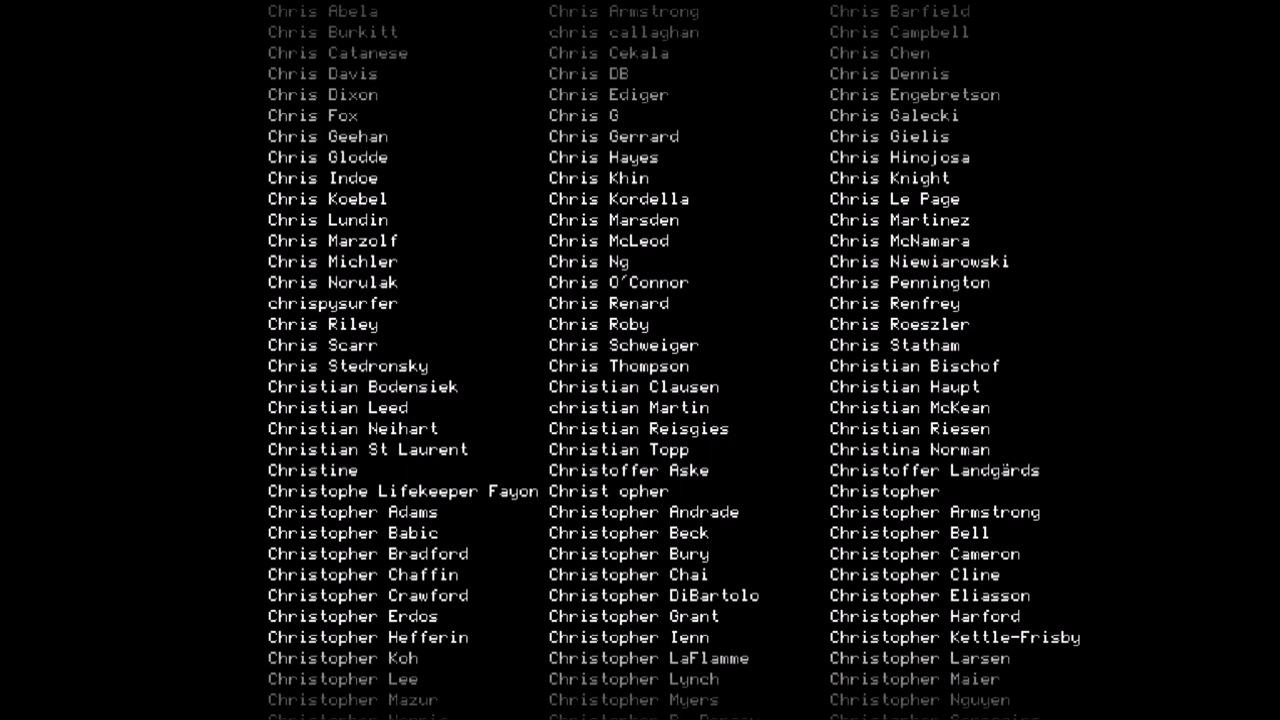 Chris Abela Chris Armstrong Chris Barfield
Chris Burkitt chris callaghan Chris Campbell
Chris Catanese Chris Cekala Chris Chen
Chris Davis Chris DB Chris Dennis
Chris Dixon Chris Ediger Chris Engebretson
Chris Fox Chris G Chris Galecki
Chris Geehan Chris Gerrard Chris Gielis
Chris Glodde Chris Hayes Chris Hinojosa
Chris Indoe Chris Khin Chris Knight
Chris Koebel Chris Kordella Chris Le Page
Chris Lundin Chris Marsden Chris Martinez
Chris Marzolf Chris McLeod Chris McNamara
Chris Michler Chris Ng Chris Niewiarowski
Chris Norulak Chris O'Connor Chris Pennington
chrispysurfer Chris Renard Chris Renfrey
Chris Riley Chris Roby Chris Roeszler
Chris Scarr Chris Schweiger Chris Statham
Chris Stedronsky Chris Thompson Christian Bischof
Christian Bodensiek Christian Clausen Christian Haupt
Christian Leed christian Martin Christian McKean
Christian Neihart Christian Reisgies Christian Riesen
Christian St Laurent Christian Topp Christina Norman
Christine Christoffer Aske Christoffer Landgärds
Christophe Lifekeeper Fayon Christ opher Christopher
Christopher Adams Christopher Andrade Christopher Armstrong
Christopher Babic Christopher Beck Christopher Bell
Christopher Bradford Christopher Bury Christopher Cameron
Christopher Chaffin Christopher Chai Christopher Cline
Christopher Crawford Christopher DiBartolo Christopher Eliasson
Christopher Erdos Christopher Grant Christopher Harford
Christopher Hefferin Christopher Ienn Christopher Kettle-Frisby
Christopher Koh Christopher LaFlamme Christopher Larsen
Christopher Lee Christopher Lynch Christopher Maier
Christopher Mazur Christopher Myers Christopher Nguyen
Christopher Christopher Christopher